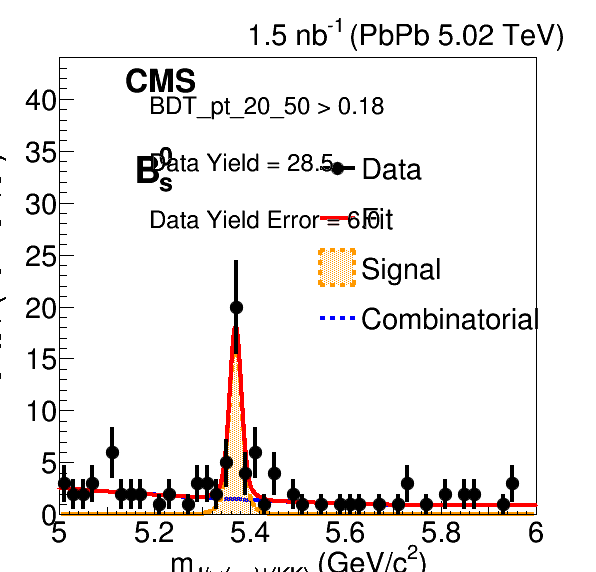 1.5 nb-1 (PbPb 5.02 TeV)
CMS
BDT_pt_20_50 > 0.18
B0s
Data Yield = 28.5
Data Yield Error = 6.0
Data
Fit
Signal
Combinatorial
40
35
30
25
20
15
10
5
0
5 5.2 5.4 5.6 5.8 6
m (GeV/c2)